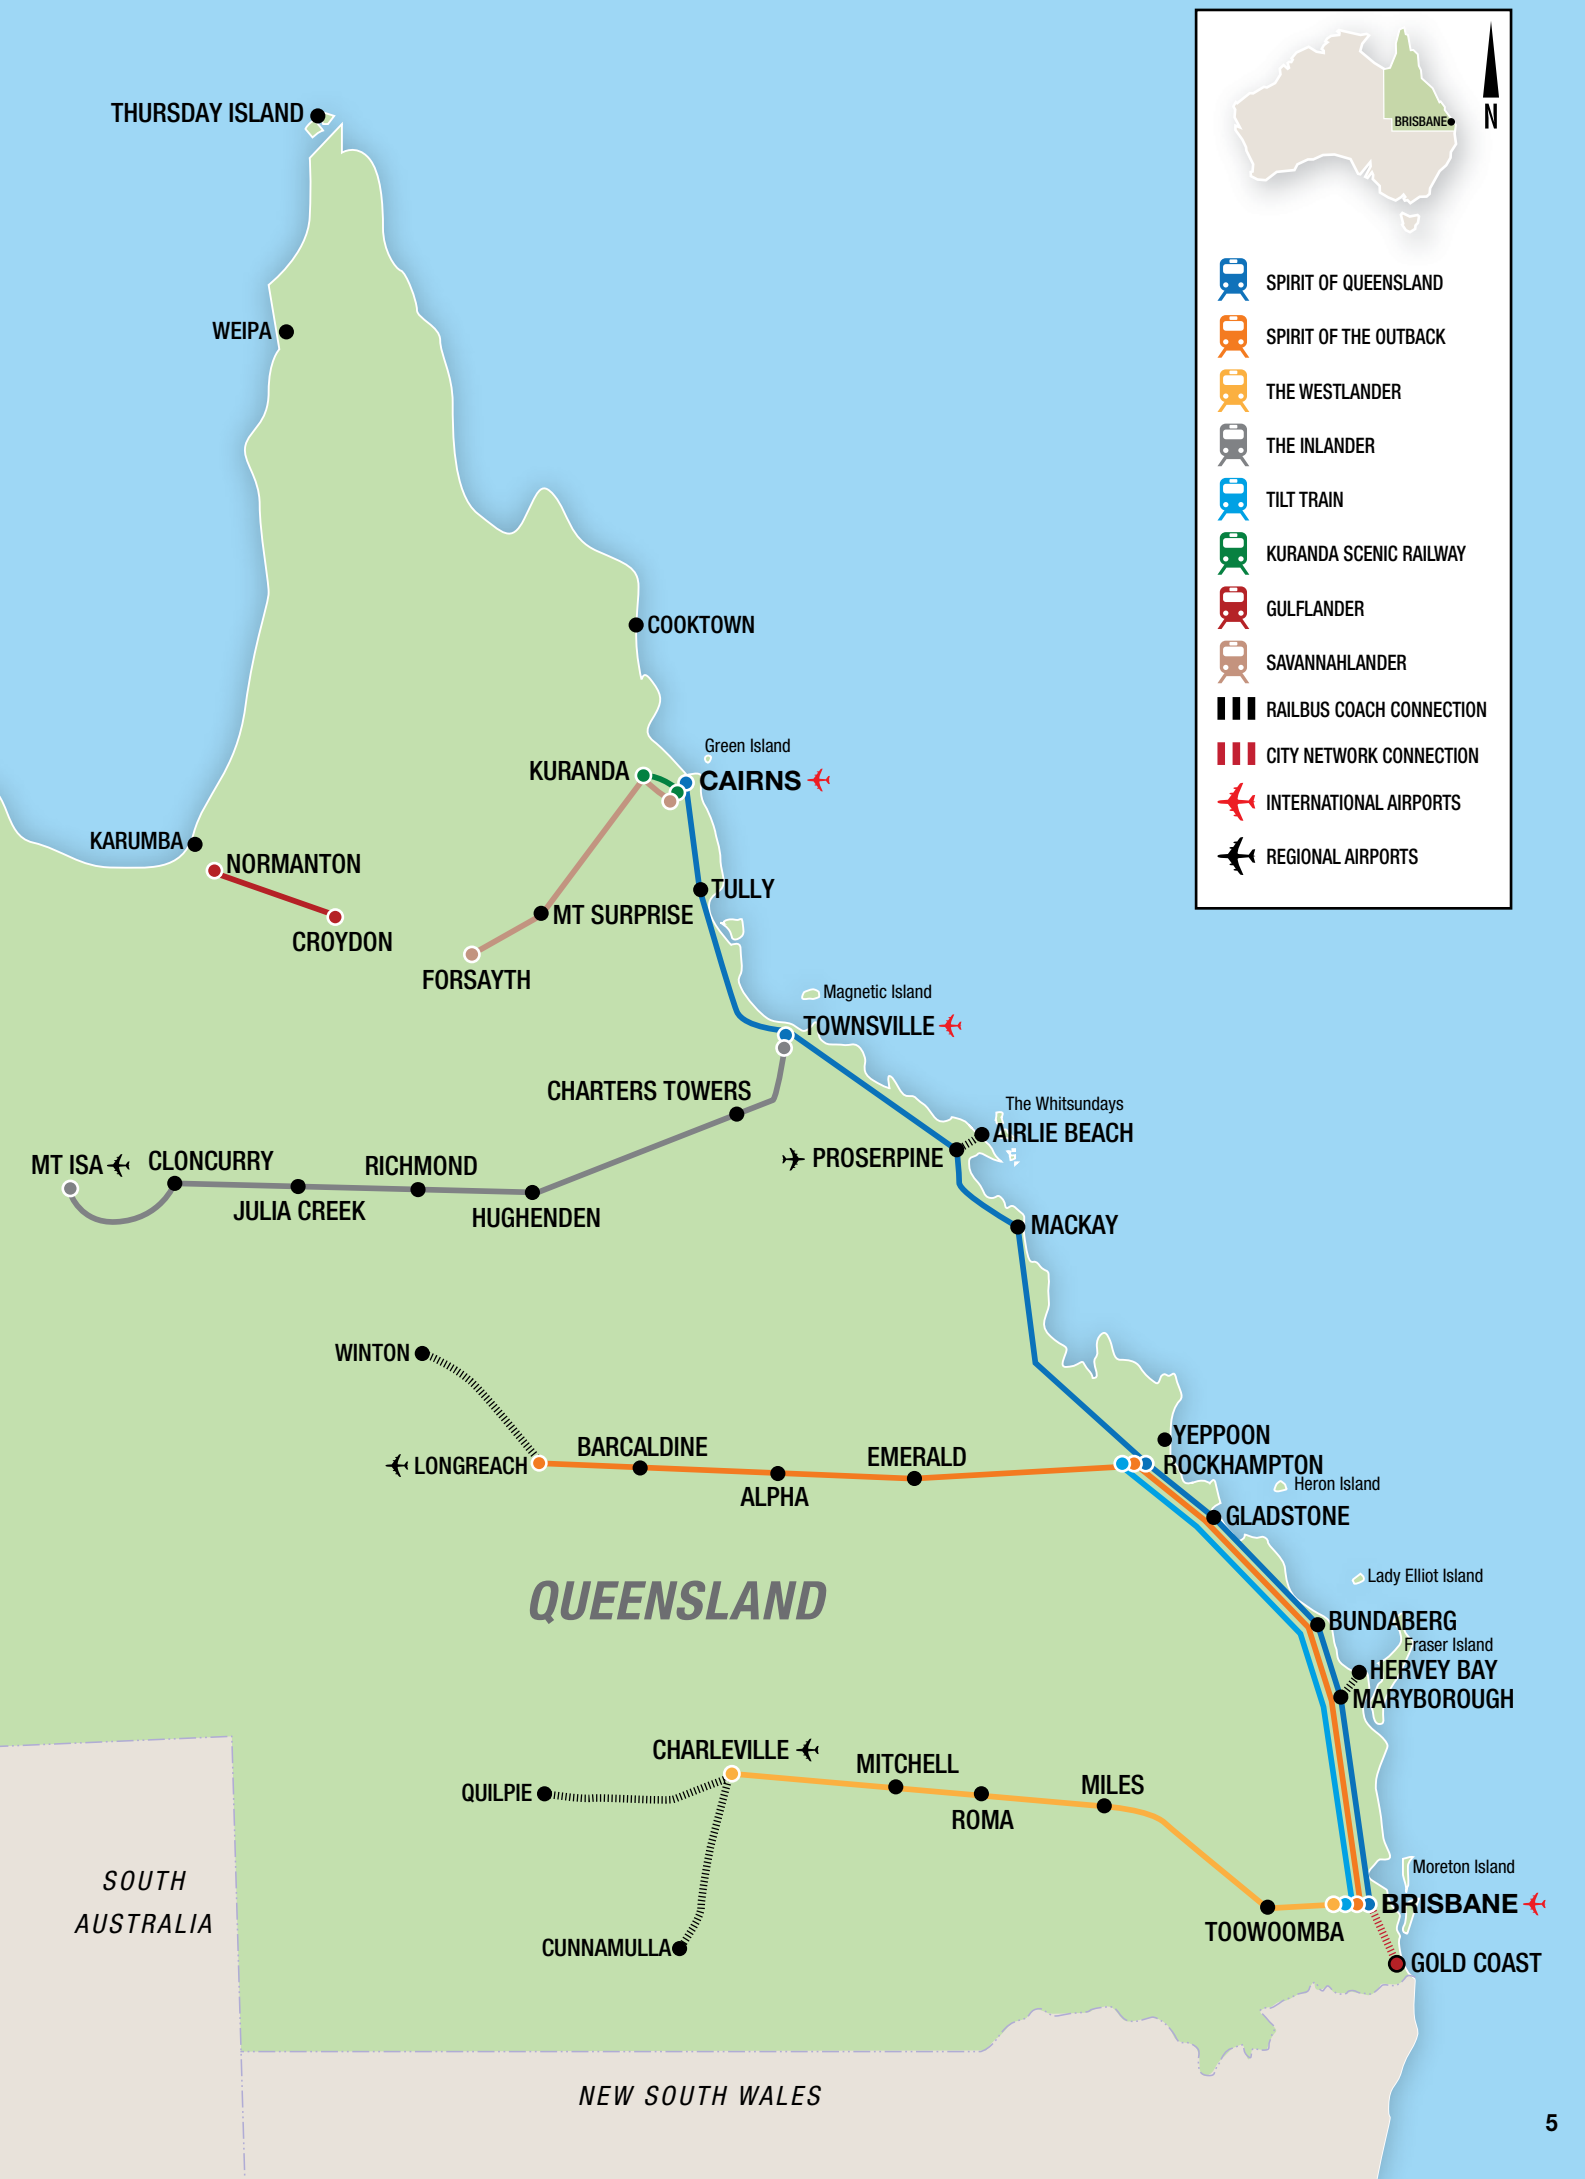 BRISBANE
N
SPIRIT OF QUEENSLAND
SPIRIT OF THE OUTBACK
THE WESTLANDER
THE INLANDER
TILT TRAIN
KURANDA SCENIC RAILWAY
GULFLANDER
SAVANNAHLANDER
RAILBUS COACH CONNECTION
CITY NETWORK CONNECTION
INTERNATIONAL AIRPORTS
REGIONAL AIRPORTS
THURSDAY ISLAND
WEIPA
COOKTOWN
Green Island
KURANDA
CAIRNS
KARUMBA
NORMANTON
TULLY
MT SURPRISE
CROYDON
FORSAYTH
Magnetic Island
TOWNSVILLE
CHARTERS TOWERS
The Whitsundays
AIRLIE BEACH
PROSERPINE
MT ISA
CLONCURRY
RICHMOND
JULIA CREEK
HUGHENDEN
MACKAY
WINTON
YEPPOON
BARCALDINE
EMERALD
LONGREACH
ROCKHAMPTON
Heron Island
ALPHA
GLADSTONE
QUEENSLAND
Lady Elliot Island
BUNDABERG
Fraser Island
HERVEY BAY
MARYBOROUGH
CHARLEVILLE
MITCHELL
MILES
QUILPIE
ROMA
Moreton Island
SOUTH
AUSTRALIA
BRISBANE
TOOWOOMBA
CUNNAMULLA
GOLD COAST
NEW SOUTH WALES
5